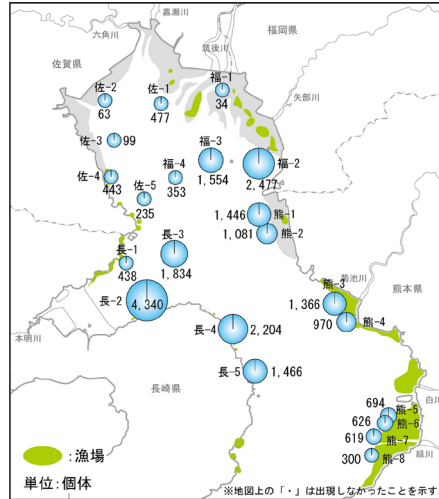 嘉瀬川
六角川
筑後川
福岡県
佐賀県
矢部川
福-1
34
佐-2
63
佐-1
477
佐-3
99
福-3
1,554
福-2
2,477
福-4
353
佐-4
443
佐-5
235
1,446
熊-1
1,081
熊-2
長-3
1,834
長-1
438
長-2
4,340
菊池川
熊-3
1,366
熊本県
970
熊-4
長-4
2,204
本明川
長-5
1,466
長崎県
白川
694
熊-5
626
熊-6
619
熊-7
緑川
300
熊-8
:漁場
単位:個体
※地図上の「・」は出現しなかったことを示す。